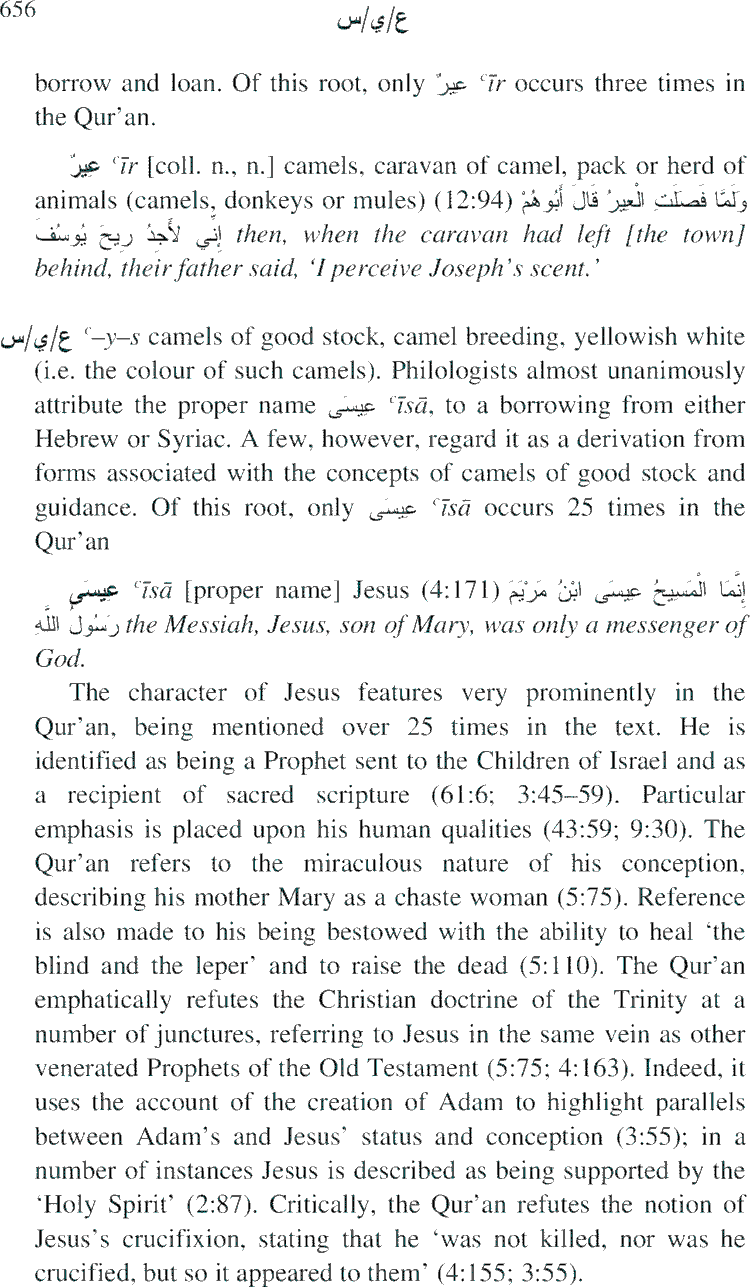 656
ع/ي/س
borrow and loan. Of this root, only عيرٌ ʿīr occurs three times in
the Qur’an.
عيرٌ ʿīr [coll. n., n.] camels, caravan of camel, pack or herd of
animals (camels, donkeys or mules) (12:94) وَلَمَّا فَصَلَتِ الْعِيرُ قَالَ أَبُوهُمْ
إِنِّي لأَجِدُ رِيحَ يُوسُفَ then, when the caravan had left [the town]
behind, their father said, ‘I perceive Joseph’s scent.’
ع/ي/س ʿ–y–s camels of good stock, camel breeding, yellowish white
(i.e. the colour of such camels). Philologists almost unanimously
attribute the proper name عيسَى ʿīsā, to a borrowing from either
Hebrew or Syriac. A few, however, regard it as a derivation from
forms associated with the concepts of camels of good stock and
guidance. Of this root, only عيسَى ʿīsā occurs 25 times in the
Qur’an
عيسَى ʿīsā [proper name] Jesus (4:171) إِنَّمَا الْمَسِيحُ عيسَى ابْنُ مَرْيَمَ
رَسُولُ اللَّهِ the Messiah, Jesus, son of Mary, was only a messenger of
God.
The character of Jesus features very prominently in the
Qur’an, being mentioned over 25 times in the text. He is
identified as being a Prophet sent to the Children of Israel and as
a recipient of sacred scripture (61:6; 3:45–59). Particular
emphasis is placed upon his human qualities (43:59; 9:30). The
Qur’an refers to the miraculous nature of his conception,
describing his mother Mary as a chaste woman (5:75). Reference
is also made to his being bestowed with the ability to heal ‘the
blind and the leper’ and to raise the dead (5:110). The Qur’an
emphatically refutes the Christian doctrine of the Trinity at a
number of junctures, referring to Jesus in the same vein as other
venerated Prophets of the Old Testament (5:75; 4:163). Indeed, it
uses the account of the creation of Adam to highlight parallels
between Adam’s and Jesus’ status and conception (3:55); in a
number of instances Jesus is described as being supported by the
‘Holy Spirit’ (2:87). Critically, the Qur’an refutes the notion of
Jesus’s crucifixion, stating that he ‘was not killed, nor was he
crucified, but so it appeared to them’ (4:155; 3:55).